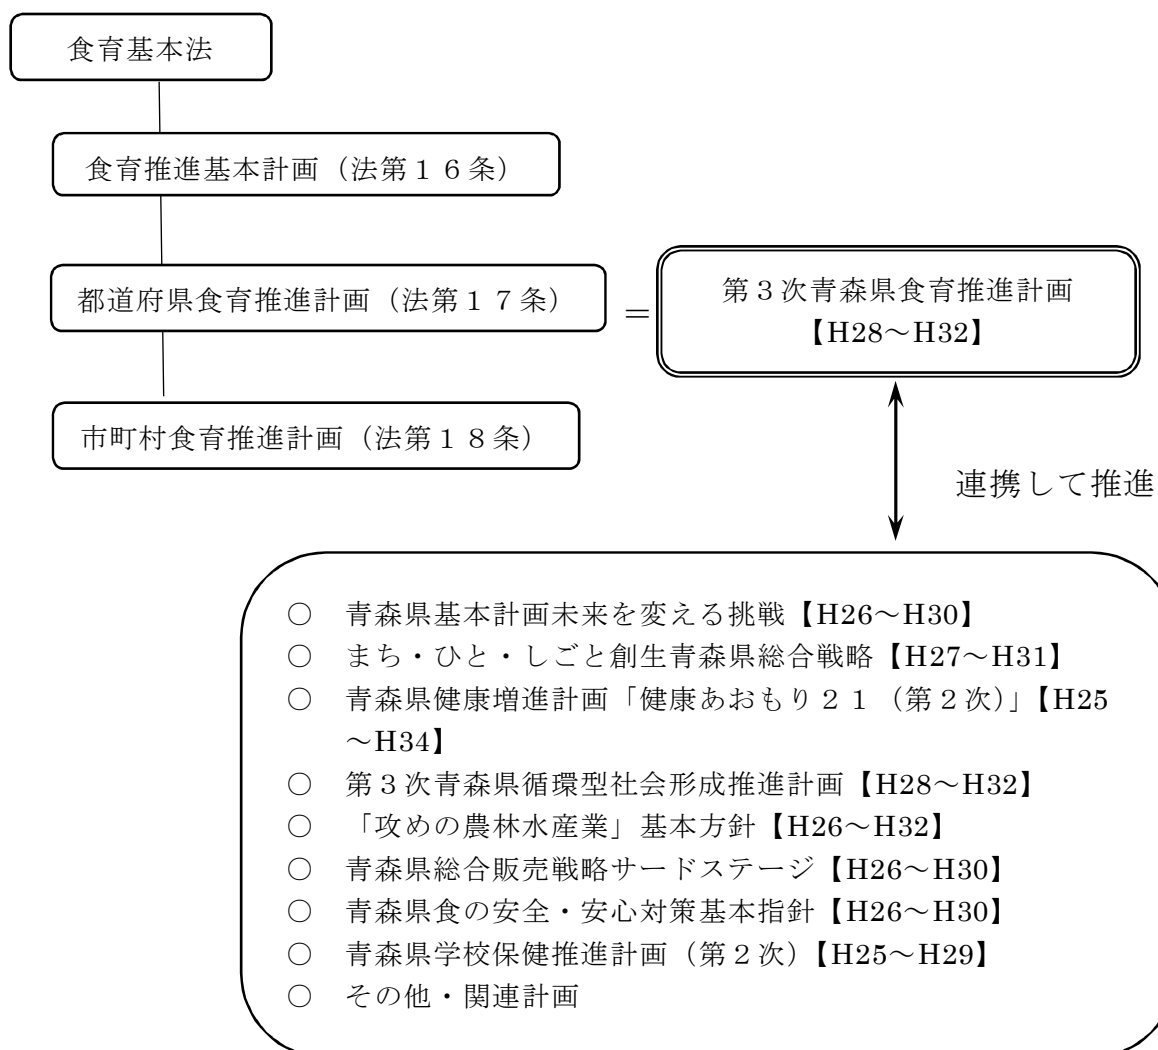 食育基本法
食育推進基本計画（法第１６条）
都道府県食育推進計画（法第１７条）
＝
第３次青森県食育推進計画
【H28～H32】
市町村食育推進計画（法第１８条）
連携して推進
○　青森県基本計画未来を変える挑戦【H26～H30】
○　まち・ひと・しごと創生青森県総合戦略【H27～H31】
○　青森県健康増進計画「健康あおもり２１（第２次）」【H25
～H34】
○　第３次青森県循環型社会形成推進計画【H28～H32】
○　「攻めの農林水産業」基本方針【H26～H32】
○　青森県総合販売戦略サードステージ【H26～H30】
○　青森県食の安全・安心対策基本指針【H26～H30】
○　青森県学校保健推進計画（第２次）【H25～H29】
○　その他・関連計画